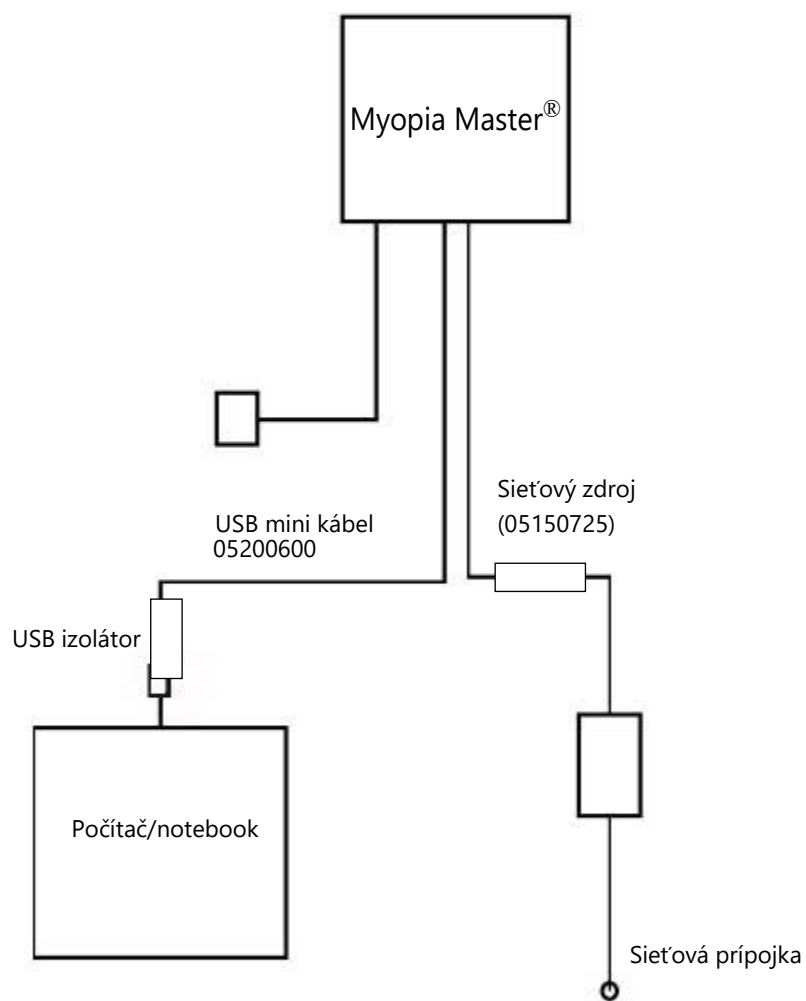 Myopia Master®
Sieťový zdroj
(05150725)
USB mini kábel
05200600
USB izolátor
Počítač/notebook
Sieťová prípojka